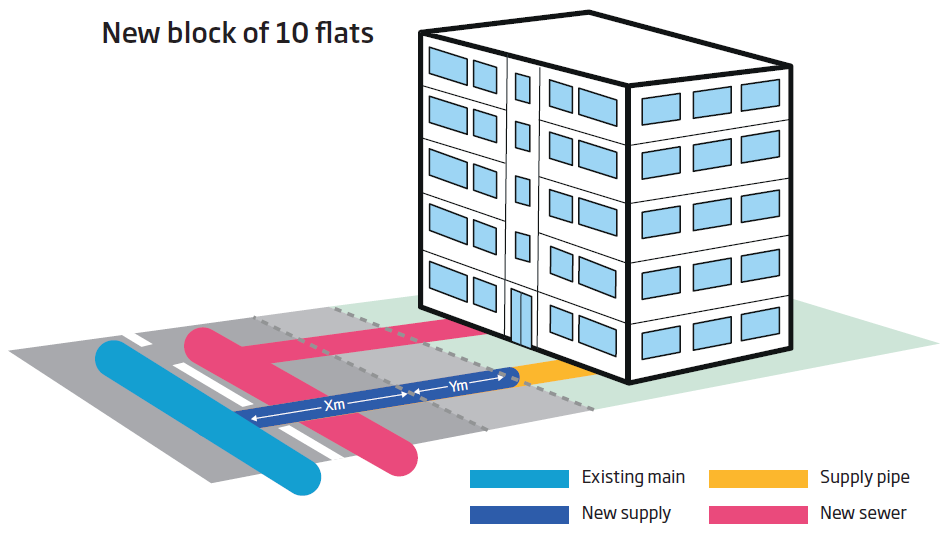 New block of 10 flats
Xm
Ym
Existing main
Supply pipe
New supply
New sewer